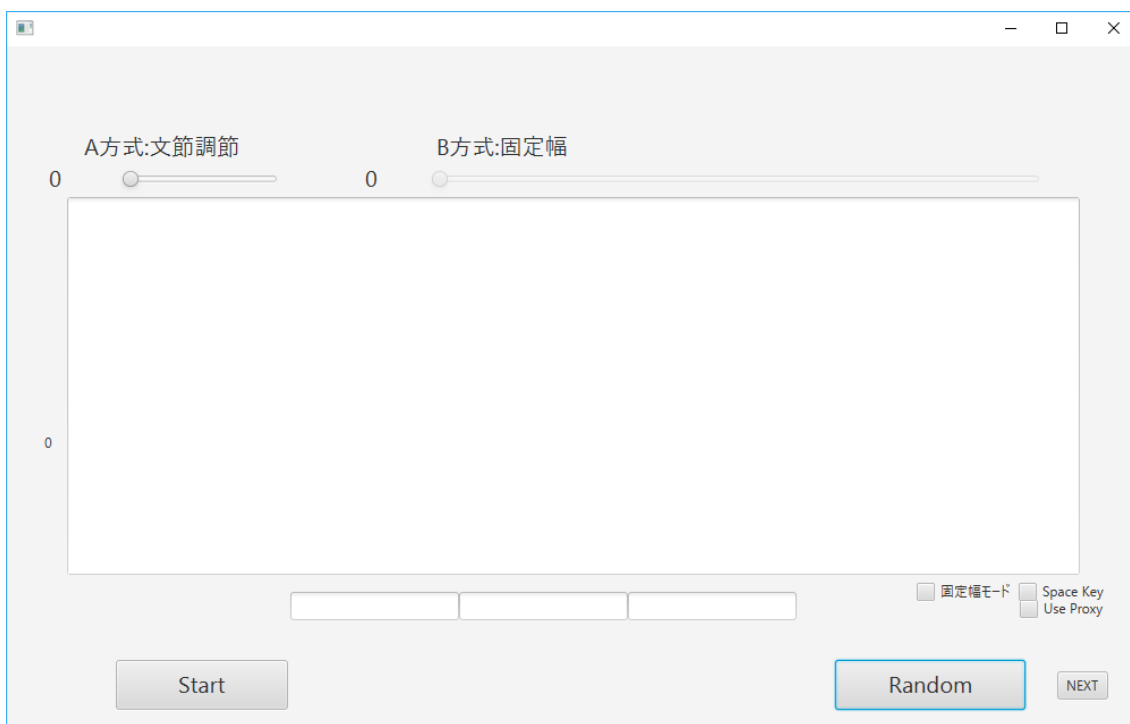 A方式:文節調節
B方式:固定幅
0
0
0
固定幅モード
Space Key
Use Proxy
Start
Random
NEXT